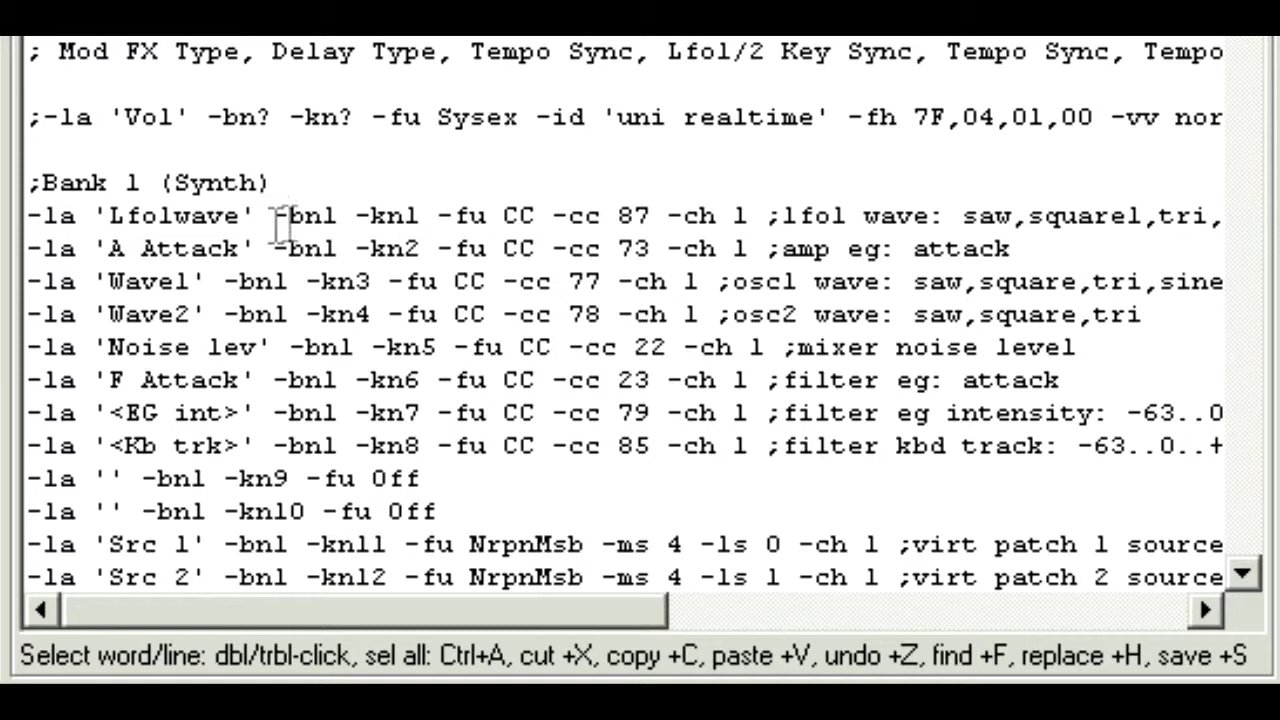 ; Mod FX Type, Delay Type, Tempo Sync, Lfo1/2 Key Sync, Tempo Sync, Tempo
;-la 'Vol' -bn? -kn? -fu Sysex -id 'uni realtime' -fh 7F,04,01,00 -vv nor
;Bank 1 (Synth)
-la 'Lfo1wave' -bn1 -kn1 -fu CC -cc 87 -ch 1 ;lfo1 wave: saw,square1,tri,
-la 'A Attack' -bn1 -kn2 -fu CC -cc 73 -ch 1 ;amp eg: attack
-la 'Wave1' -bn1 -kn3 -fu CC -cc 77 -ch 1 ;osc1 wave: saw,square,tri,sine
-la 'Wave2' -bn1 -kn4 -fu CC -cc 78 -ch 1 ;osc2 wave: saw,square,tri
-la 'Noise lev' -bn1 -kn5 -fu CC -cc 22 -ch 1 ;mixer noise level
-la 'F Attack' -bn1 -kn6 -fu CC -cc 23 -ch 1 ;filter eg: attack
-la '<EG int>' -bn1 -kn7 -fu CC -cc 79 -ch 1 ;filter eg intensity: -63..0
-la '<Kb trk>' -bn1 -kn8 -fu CC -cc 85 -ch 1 ;filter kbd track: -63..0..+
-la '' -bn1 -kn9 -fu Off
-la '' -bn1 -kn10 -fu Off
-la 'Src 1' -bn1 -kn11 -fu NrpnMsb -ms 4 -ls 0 -ch 1 ;virt patch 1 source
-la 'Src 2' -bn1 -kn12 -fu NrpnMsb -ms 4 -ls 1 -ch 1 ;virt patch 2 source
Select word/line: dbl/trbl-click, sel all: Ctrl+A, cut +X, copy +C, paste +V, undo +Z, find +F, replace +H, save +S